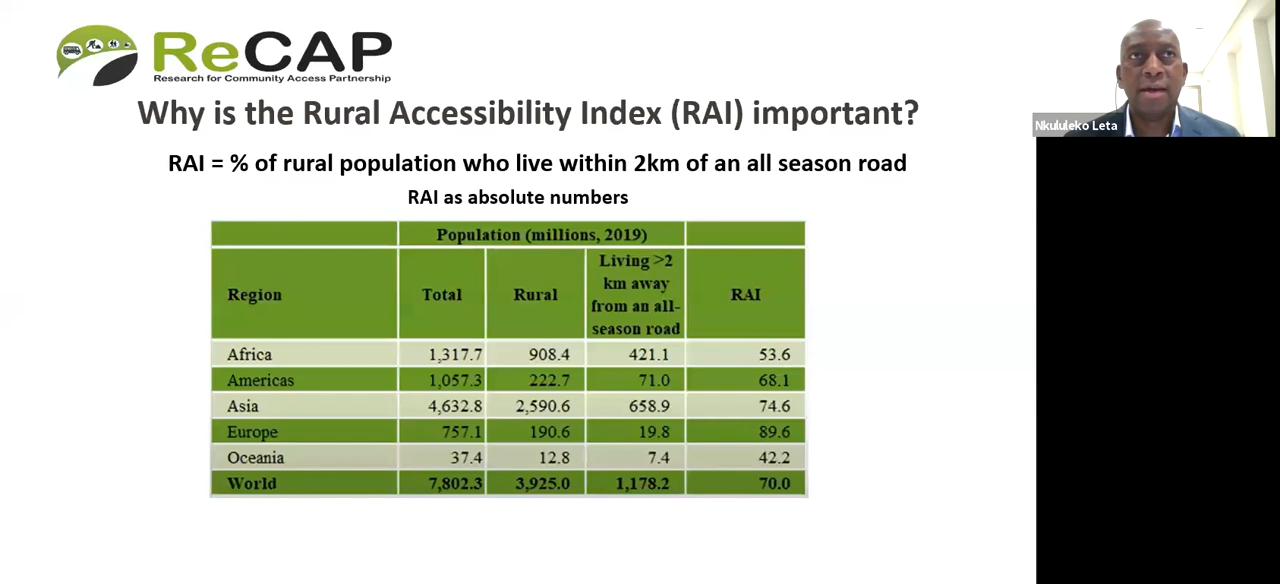 ReCAP
Research for Community Access Partnership
Why is the Rural Accessibility Index (RAI) important?
Nkululeko Leta
RAI = % of rural population who live within 2km of an all season road
RAI as absolute numbers
Population (millions, 2019)
Region Total Rural Living >2 km away from an all-season road RAI
Africa 1,317.7 908.4 421.1 53.6
Americas 1,057.3 222.7 71.0 68.1
Asia 4,632.8 2,590.6 658.9 74.6
Europe 757.1 190.6 19.8 89.6
Oceania 37.4 12.8 7.4 42.2
World 7,802.3 3,925.0 1,178.2 70.0